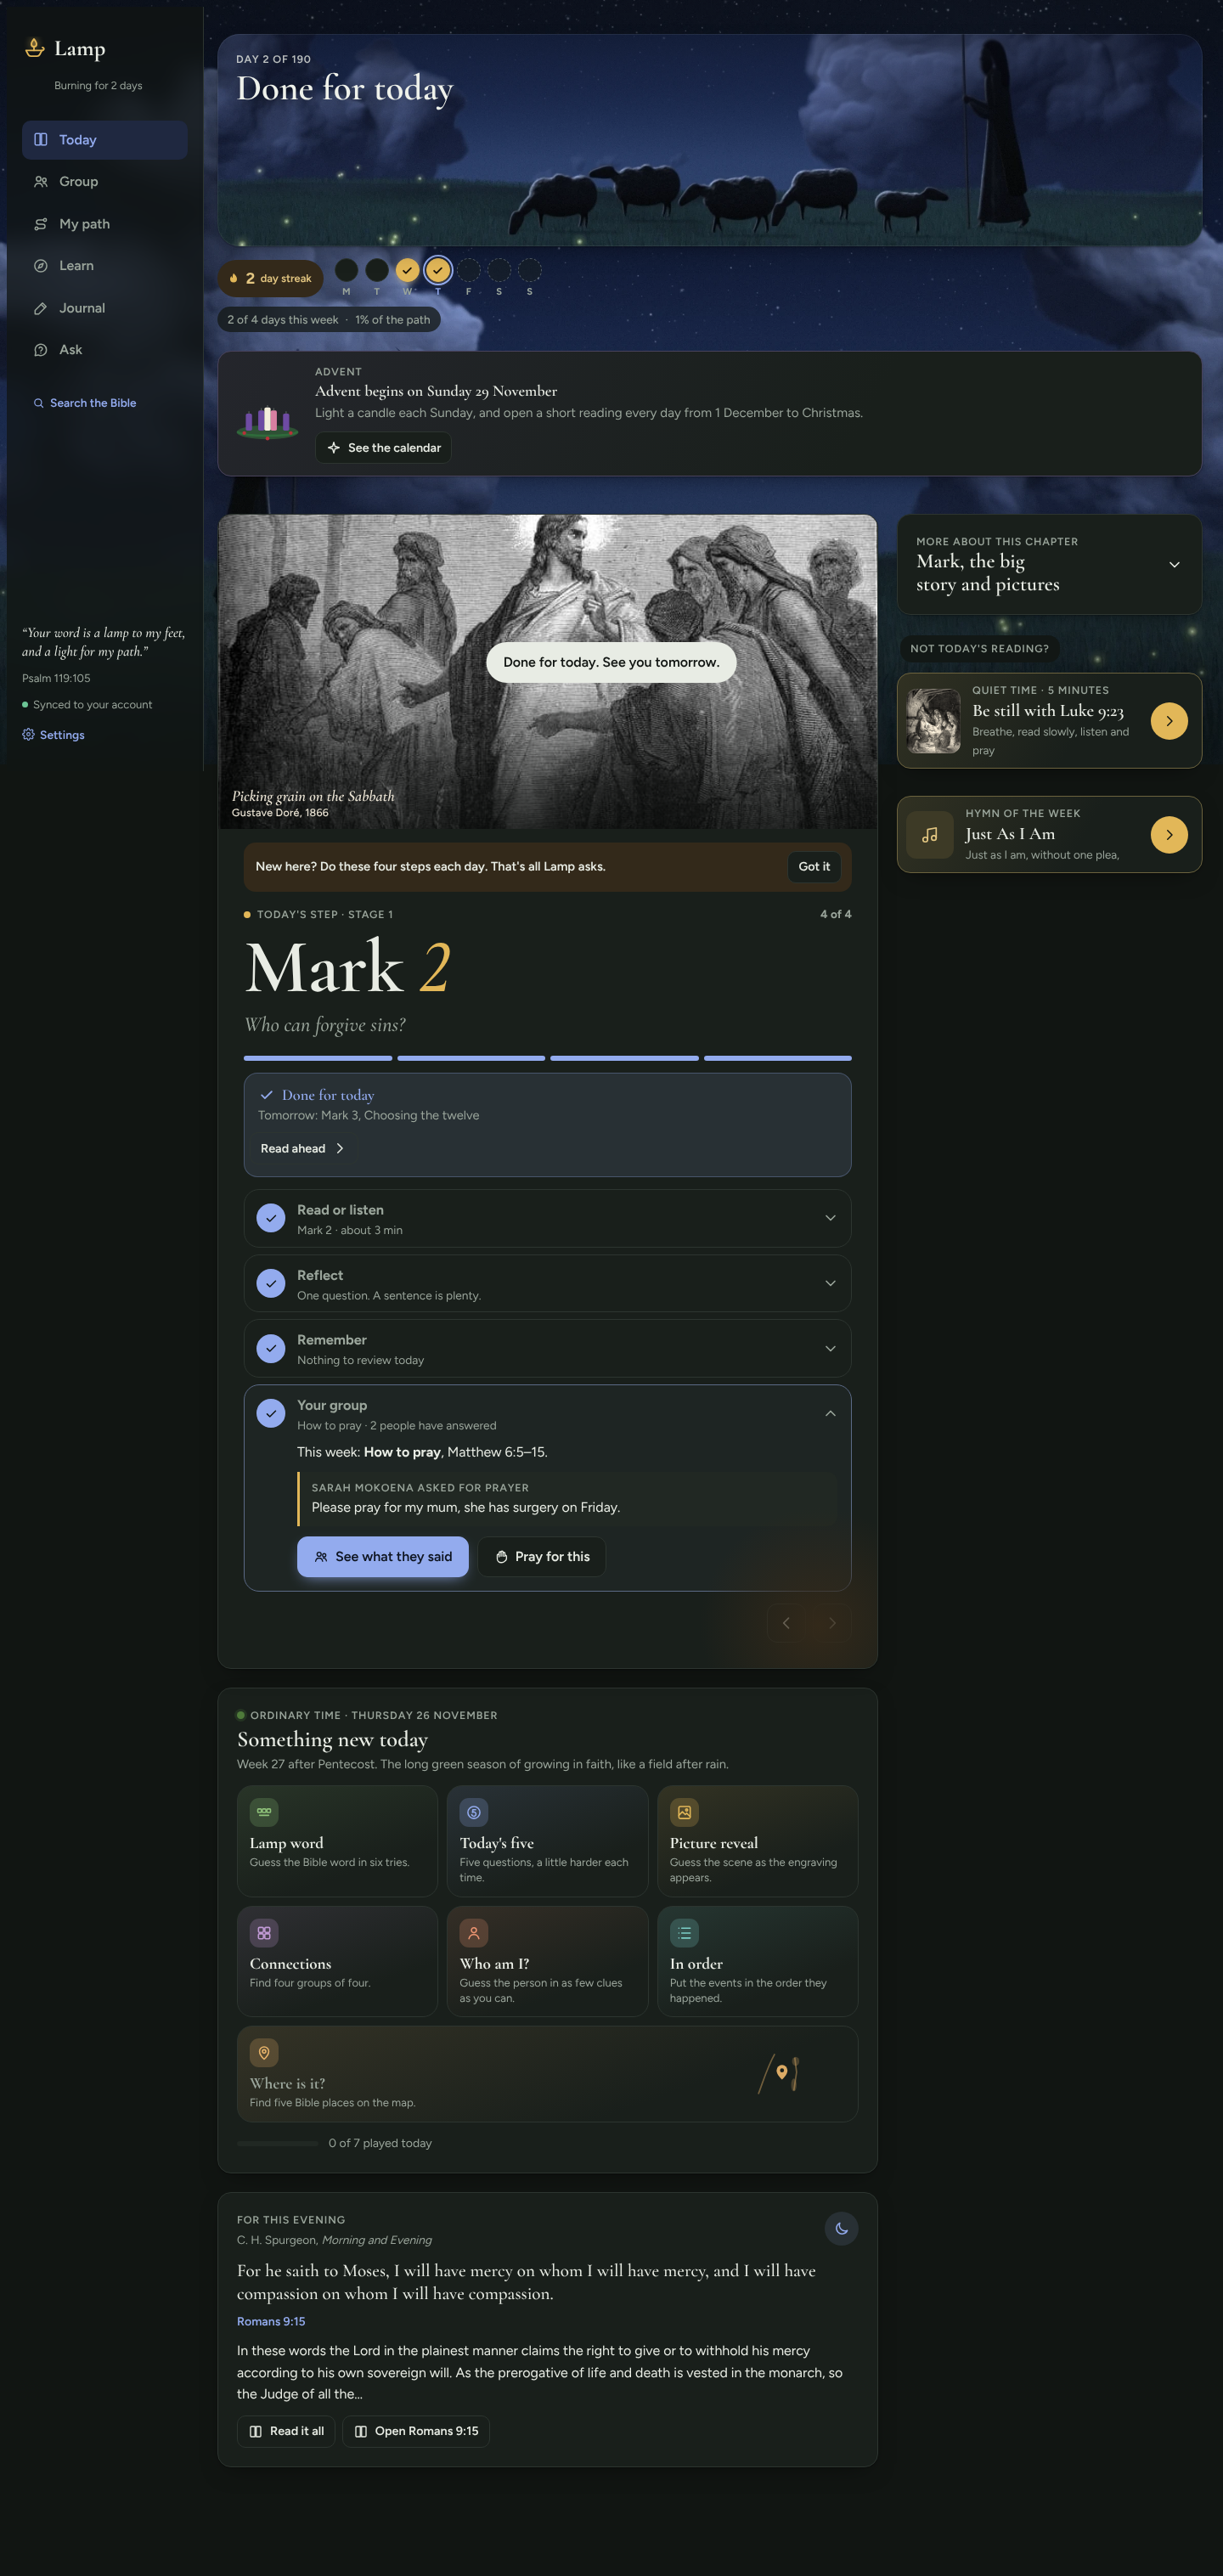 Lamp
Burning for 2 days
Today
Group
My path
Learn
Journal
Ask
Search the Bible
“Your word is a lamp to my feet,
and a light for my path.”
Psalm 119:105
Synced to your account
Settings
DAY 2 OF 190
Done for today
2 day streak
M T W T F S S
2 of 4 days this week · 1% of the path
ADVENT
Advent begins on Sunday 29 November
Light a candle each Sunday, and open a short reading every day from 1 December to Christmas.
See the calendar
Done for today. See you tomorrow.
Picking grain on the Sabbath
Gustave Doré, 1866
New here? Do these four steps each day. That's all Lamp asks.
Got it
TODAY'S STEP · STAGE 1
4 of 4
Mark 2
Who can forgive sins?
Done for today
Tomorrow: Mark 3, Choosing the twelve
Read ahead
Read or listen
Mark 2 · about 3 min
Reflect
One question. A sentence is plenty.
Remember
Nothing to review today
Your group
How to pray · 2 people have answered
This week: How to pray, Matthew 6:5–15.
SARAH MOKOENA ASKED FOR PRAYER
Please pray for my mum, she has surgery on Friday.
See what they said
Pray for this
MORE ABOUT THIS CHAPTER
Mark, the big
story and pictures
NOT TODAY'S READING?
QUIET TIME · 5 MINUTES
Be still with Luke 9:23
Breathe, read slowly, listen and
pray
HYMN OF THE WEEK
Just As I Am
Just as I am, without one plea,
ORDINARY TIME · THURSDAY 26 NOVEMBER
Something new today
Week 27 after Pentecost. The long green season of growing in faith, like a field after rain.
Lamp word
Guess the Bible word in six tries.
5
Today's five
Five questions, a little harder each
time.
Picture reveal
Guess the scene as the engraving
appears.
Connections
Find four groups of four.
Who am I?
Guess the person in as few clues
as you can.
In order
Put the events in the order they
happened.
Where is it?
Find five Bible places on the map.
0 of 7 played today
FOR THIS EVENING
C. H. Spurgeon, Morning and Evening
For he saith to Moses, I will have mercy on whom I will have mercy, and I will have
compassion on whom I will have compassion.
Romans 9:15
In these words the Lord in the plainest manner claims the right to give or to withhold his mercy
according to his own sovereign will. As the prerogative of life and death is vested in the monarch, so
the Judge of all the...
Read it all
Open Romans 9:15